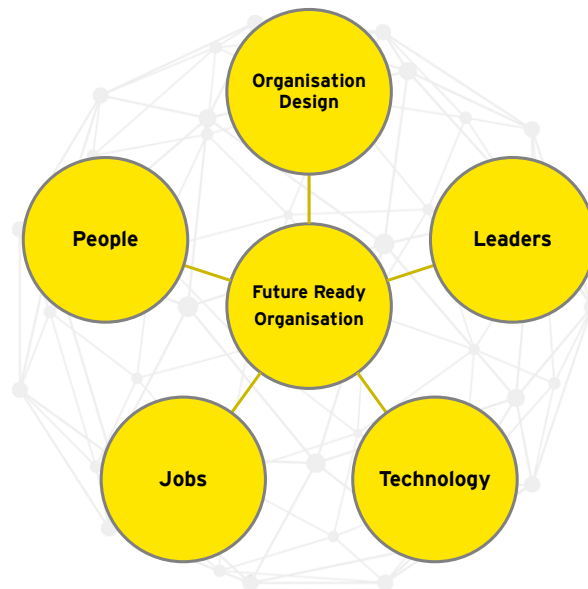 Organisation
Design
People
Leaders
Future Ready
Organisation
Jobs
Technology